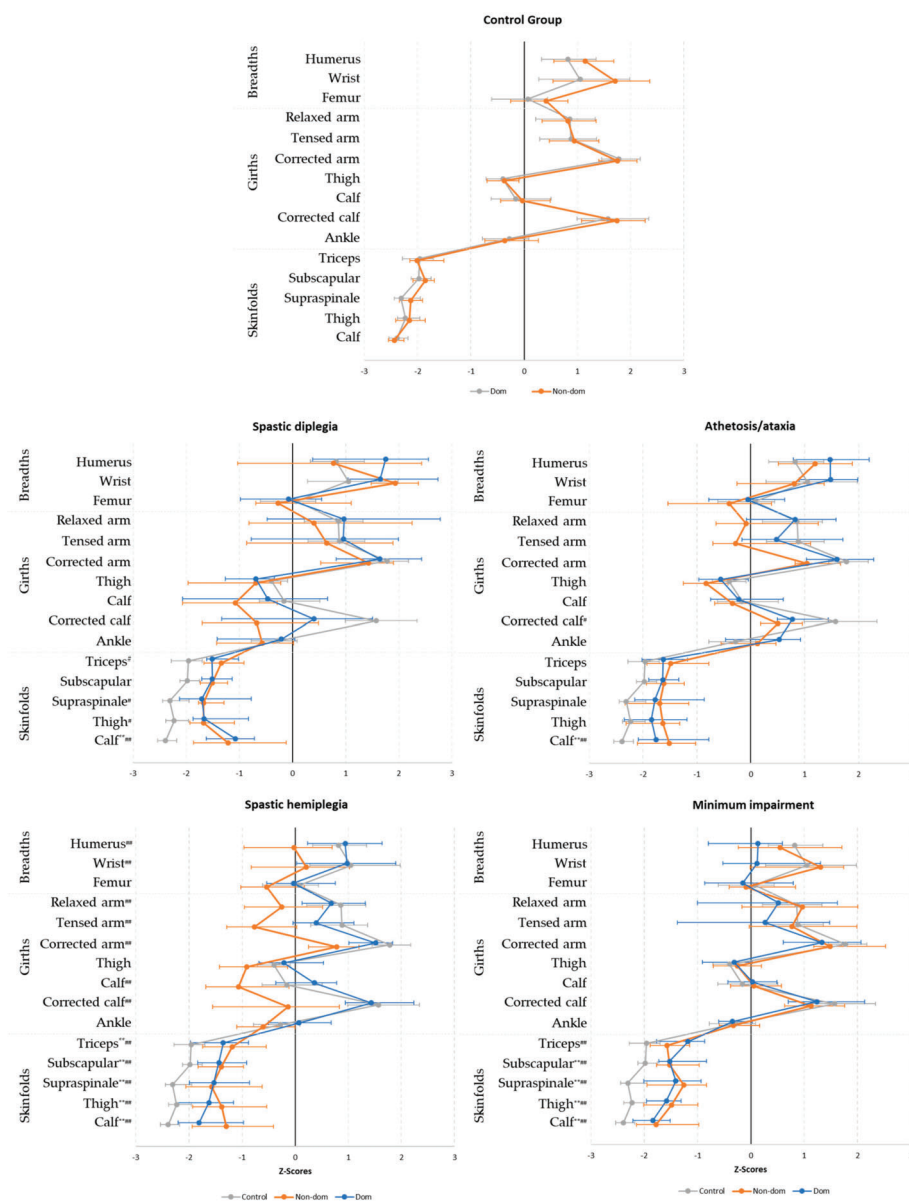 Control Group
Breadths
Humerus
Wrist
Femur
Girths
Relaxed arm
Tensed arm
Corrected arm
Thigh
Calf
Corrected calf
Ankle
Skinfolds
Triceps
Subscapular
Supraspinale
Thigh
Calf
-3 -2 -1 0 1 2 3
Dom Non-dom
Spastic diplegia
Breadths
Humerus
Wrist
Femur
Girths
Relaxed arm
Tensed arm
Corrected arm
Thigh
Calf
Corrected calf
Ankle
Skinfolds
Triceps#
Subscapular
Supraspinale#
Thigh#
Calf**##
-3 -2 -1 0 1 2 3
Athetosis/ataxia
Breadths
Humerus
Wrist
Femur
Girths
Relaxed arm
Tensed arm
Corrected arm
Thigh
Calf
Corrected calf#
Ankle
Skinfolds
Triceps
Subscapular
Supraspinale
Thigh
Calf**##
-3 -2 -1 0 1 2 3
Spastic hemiplegia
Breadths
Humerus##
Wrist##
Femur
Girths
Relaxed arm##
Tensed arm##
Corrected arm##
Thigh
Calf##
Corrected calf##
Ankle
Skinfolds
Triceps**##
Subscapular**##
Supraspinale**##
Thigh**##
Calf**##
-3 -2 -1 0 1 2 3
Z-Scores
Control Non-dom Dom
Minimum impairment
Breadths
Humerus
Wrist
Femur
Girths
Relaxed arm
Tensed arm
Corrected arm
Thigh
Calf
Corrected calf
Ankle
Skinfolds
Triceps##
Subscapular**##
Supraspinale**##
Thigh**##
Calf**##
-3 -2 -1 0 1 2 3
Z-Scores
Control Non-dom Dom